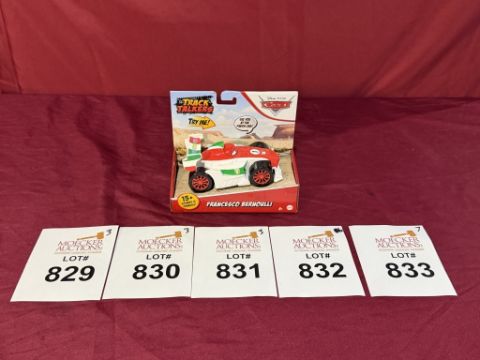 TRACK
TALKERS
TRY ME!
DISNEY·PIXAR
Cars
15+
FRANCESCO BERNOULLI
MOECKER
AUCTIONS
LOT#
829
MOECKER
AUCTIONS
LOT#
830
MOECKER
AUCTIONS
LOT#
831
MOECKER
AUCTIONS
LOT#
832
MOECKER
AUCTIONS
LOT#
833